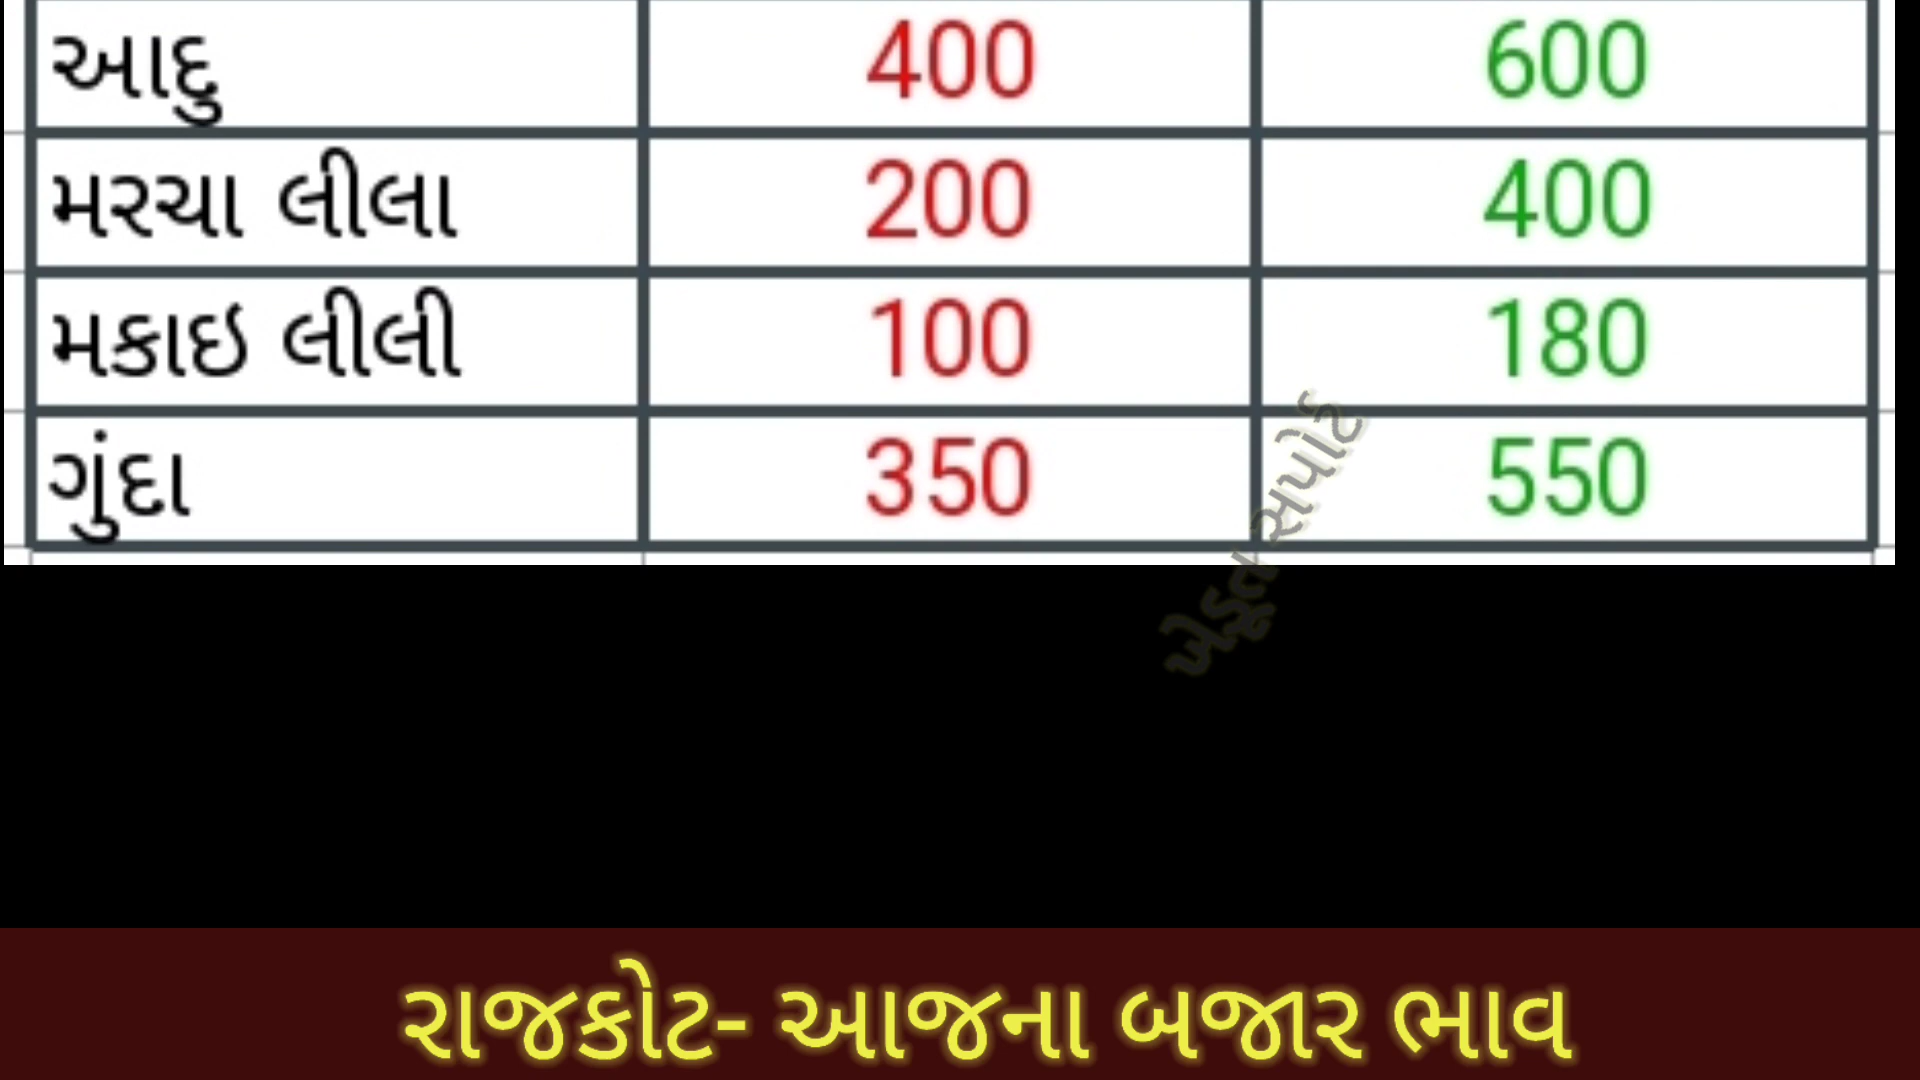 આદુ 400 600
મરચા લીલા 200 400
મકાઇ લીલી 100 180
ગુંદા 350 550
ખેડૂત સપોર્ટ
રાજકોટ- આજના બજાર ભાવ